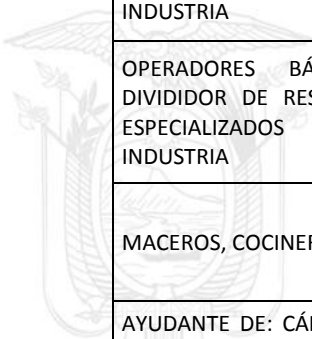 INDUSTRIA
OPERADORES
DIVIDIDOR DE
ESPECIALIZADOS
INDUSTRIA
MACEROS,
AYUDANTE DE: